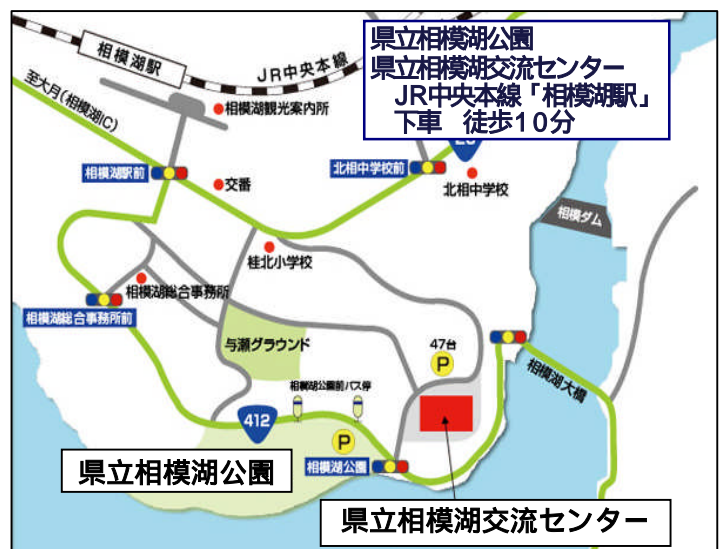 県立相模湖公園
県立相模湖交流センター
JR中央本線「相模湖駅」
下車　徒歩10分
相模湖駅
JR中央本線
至大月(相模湖IC)
相模湖観光案内所
20
相模湖駅前
交番
北相中学校前
北相中学校
相模ダム
桂北小学校
相模湖総合事務所
相模湖総合事務所前
与瀬グラウンド
47台
P
相模湖大橋
相模湖公園前バス停
412
P
相模湖公園
県立相模湖公園
県立相模湖交流センター